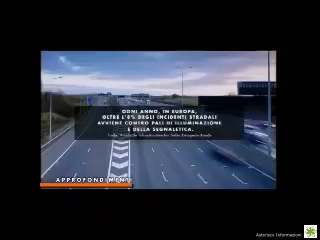 OGNI ANNO, IN EUROPA,
OLTRE L'8% DEGLI INCIDENTI STRADALI
AVVIENE CONTRO PALI DI ILLUMINAZIONE
E DELLA SEGNALETICA.
APPROFONDIMENTI
Asterisco Informazioni